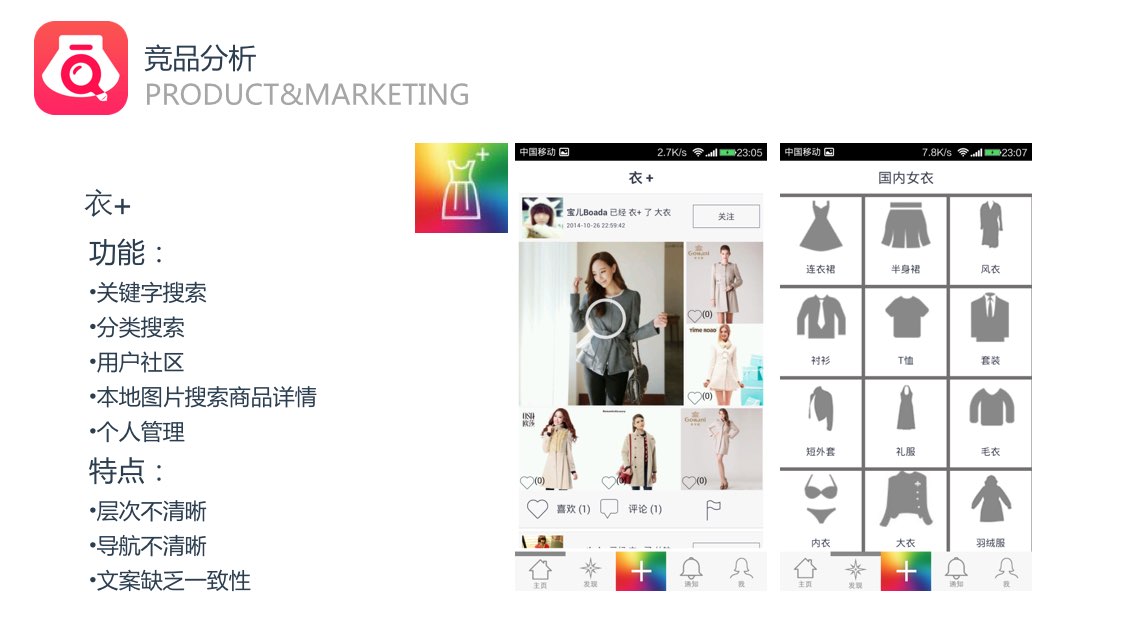 竞品分析
PRODUCT&MARKETING
衣+
功能：
•关键字搜索
•分类搜索
•用户社区
•本地图片搜索商品详情
•个人管理
特点：
•层次不清晰
•导航不清晰
•文案缺乏一致性
中国移动 2.7K/s 23:05
衣 +
宝儿Boada 已经 衣+ 了 大衣
2014-10-26 22:59:42
关注
(0)
TIME ROAD
(0)
欧莎
(0)
(0)
(0)
喜欢 (1) 评论 (1)
主页 发现 通知 我
中国移动 7.8K/s 23:07
国内女衣
连衣裙 半身裙 风衣
衬衫 T恤 套装
短外套 礼服 毛衣
内衣 大衣 羽绒服
主页 发现 通知 我